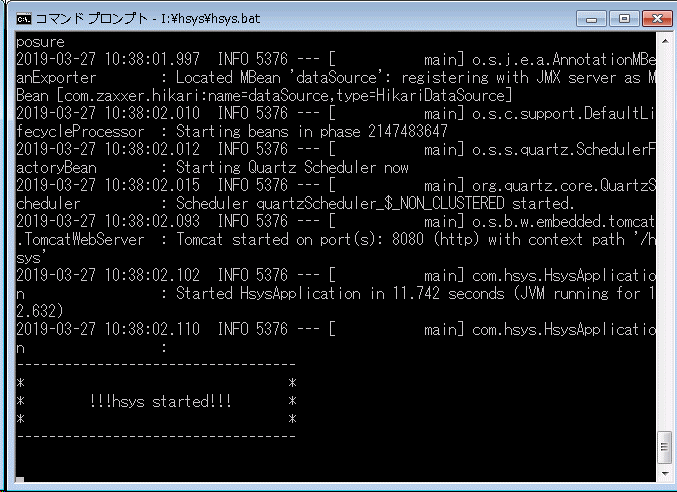 コマンド プロンプト - I:¥hsys¥hsys.bat
posure
2019-03-27 10:38:01.997  INFO 5376 --- [           main] o.s.j.e.a.AnnotationMBe
anExporter        : Located MBean 'dataSource': registering with JMX server as M
Bean [com.zaxxer.hikari:name=dataSource,type=HikariDataSource]
2019-03-27 10:38:02.010  INFO 5376 --- [           main] o.s.c.support.DefaultLi
fecycleProcessor  : Starting beans in phase 2147483647
2019-03-27 10:38:02.012  INFO 5376 --- [           main] o.s.s.quartz.SchedulerF
actoryBean        : Starting Quartz Scheduler now
2019-03-27 10:38:02.015  INFO 5376 --- [           main] org.quartz.core.QuartzS
cheduler          : Scheduler quartzScheduler_$_NON_CLUSTERED started.
2019-03-27 10:38:02.093  INFO 5376 --- [           main] o.s.b.w.embedded.tomcat
.TomcatWebServer  : Tomcat started on port(s): 8080 (http) with context path '/h
sys'
2019-03-27 10:38:02.102  INFO 5376 --- [           main] com.hsys.HsysApplicatio
n                 : Started HsysApplication in 11.742 seconds (JVM running for 1
2.632)
2019-03-27 10:38:02.110  INFO 5376 --- [           main] com.hsys.HsysApplicatio
n                 :
---------------------------------------
*                                     *
*         !!!hsys started!!!        *
*                                     *
---------------------------------------